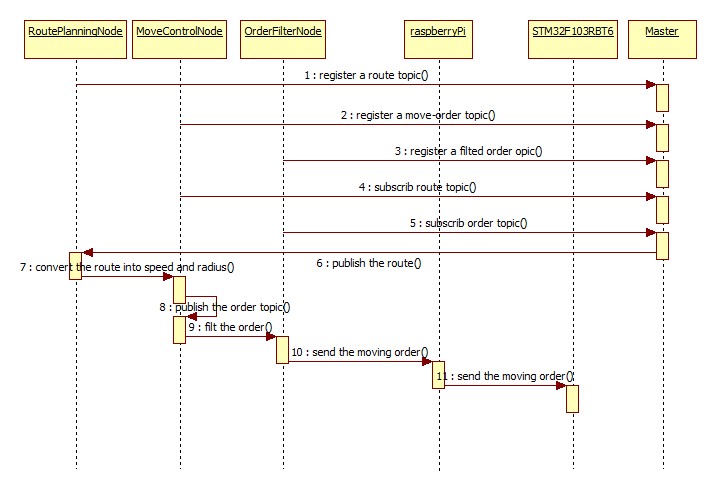 RoutePlanningNode MoveControlNode OrderFilterNode raspberryPi STM32F103RBT6 Master
1 : register a route topic()
2 : register a move-order topic()
3 : register a filted order opic()
4 : subscrib route topic()
5 : subscrib order topic()
6 : publish the route()
7 : convert the route into speed and radius()
8 : publish the order topic()
9 : filt the order()
10 : send the moving order()
11 : send the moving order()